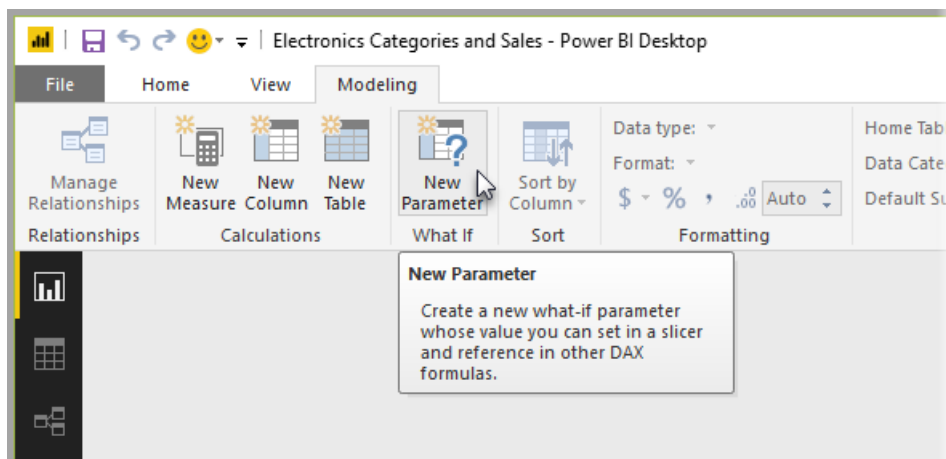 Electronics Categories and Sales - Power BI Desktop
File Home View Modeling
Manage Relationships
New Measure
New Column
New Table
New Parameter
Sort by Column
Data type:
Format:
$ % , .0 .00 Auto
Home Tab
Data Cate
Default Su
Relationships Calculations What If Sort Formatting
New Parameter
Create a new what-if parameter
whose value you can set in a slicer
and reference in other DAX
formulas.